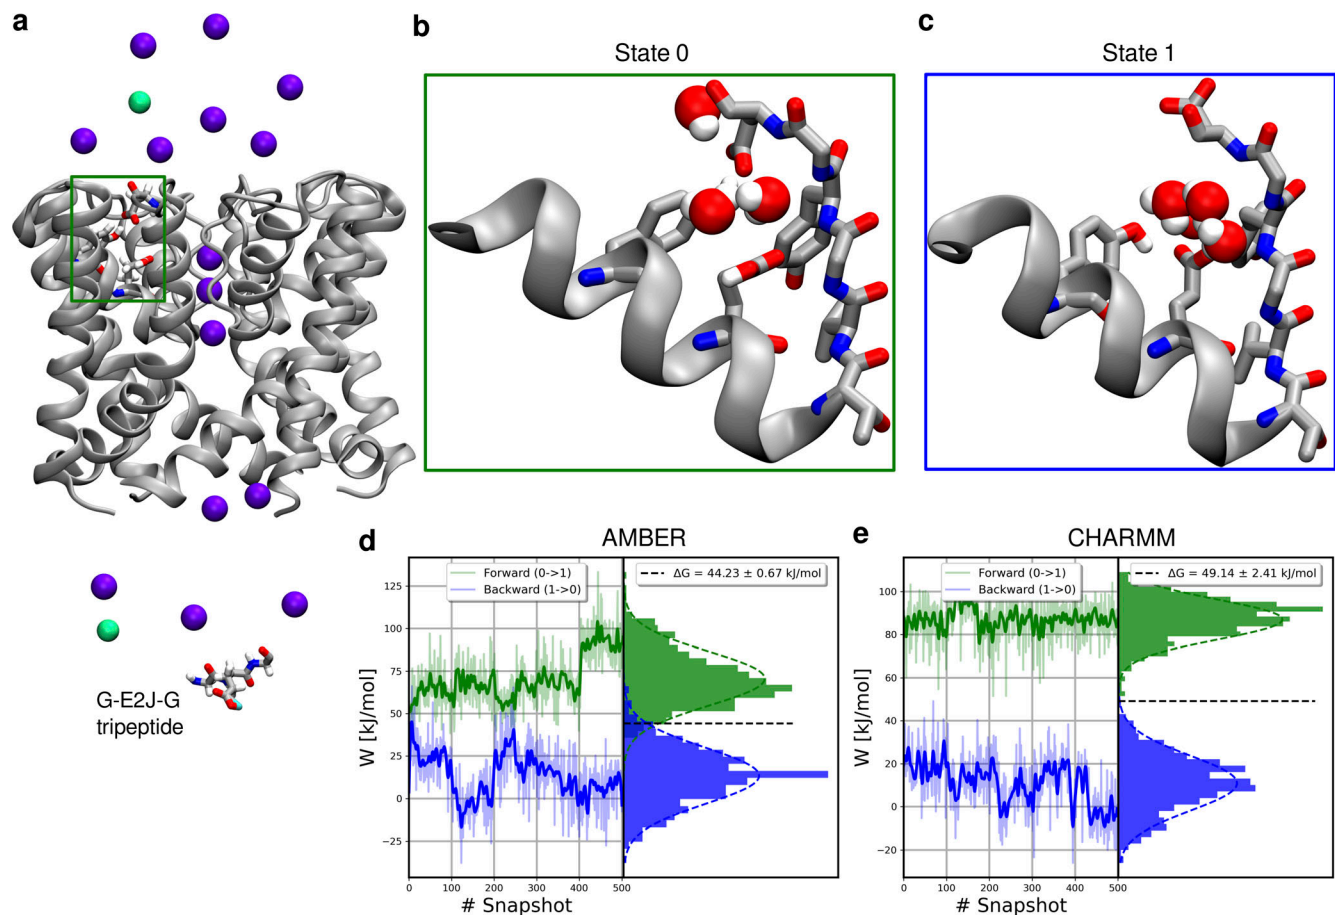 a
b
State 0
c
State 1
G-E2J-G
tripeptide
d
AMBER
Forward (0->1)
Backward (1->0)
ΔG = 44.23 ± 0.67 kJ/mol
W [kJ/mol]
125
100
75
50
25
0
−25
0
100
200
300
400
500
# Snapshot
e
CHARMM
Forward (0->1)
Backward (1->0)
ΔG = 49.14 ± 2.41 kJ/mol
W [kJ/mol]
100
80
60
40
20
0
−20
0
100
200
300
400
500
# Snapshot